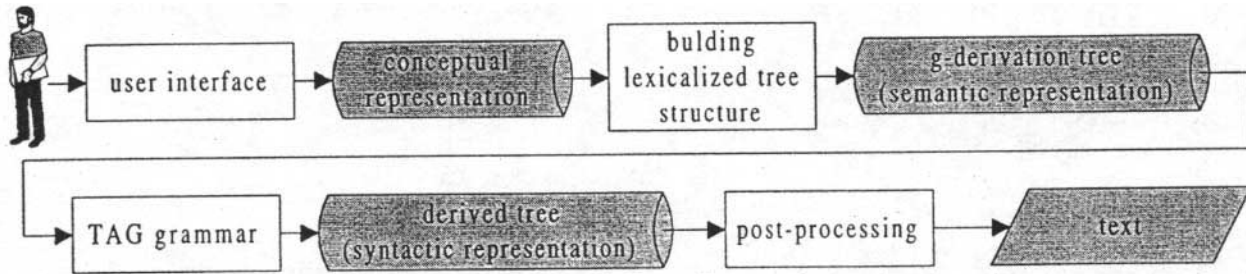 user interface
conceptual
representation
bulding
lexicalized tree
structure
g-derivation tree
(semantic representation)
TAG grammar
derived tree
(syntactic representation)
post-processing
text